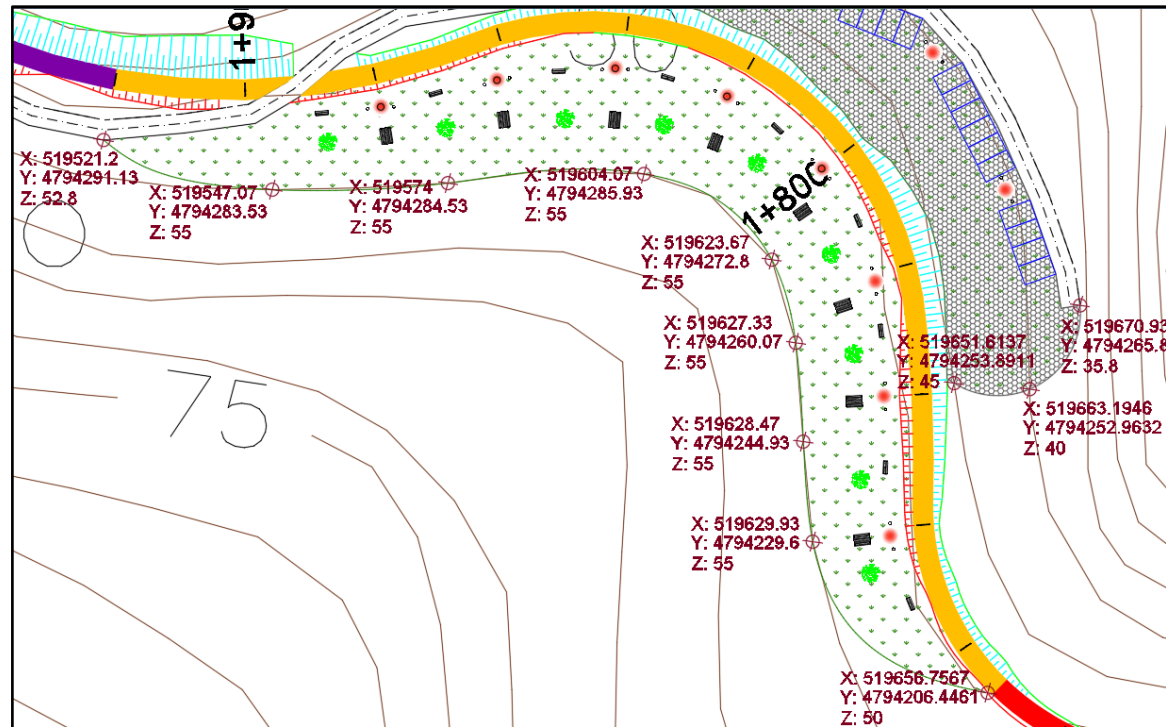 1+9
X: 519521.2
Y: 4794291.13
Z: 52.8
X: 519547.07
Y: 4794283.53
Z: 55
X: 519574
Y: 4794284.53
Z: 55
X: 519604.07
Y: 4794285.93
Z: 55
1+800
X: 519623.67
Y: 4794272.8
Z: 55
X: 519627.33
Y: 4794260.07
Z: 55
X: 519651.6137
Y: 4794253.8911
Z: 45
X: 519670.93
Y: 4794265.8
Z: 35.8
X: 519663.1946
Y: 4794252.9632
Z: 40
75
X: 519628.47
Y: 4794244.93
Z: 55
X: 519629.93
Y: 4794229.6
Z: 55
X: 519656.7567
Y: 4794206.4461
Z: 50